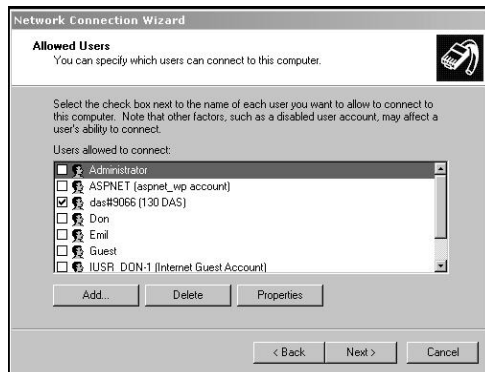 Network Connection Wizard
Allowed Users
You can specify which users can connect to this computer.
Select the check box next to the name of each user you want to allow to connect to
this computer. Note that other factors, such as a disabled user account, may affect a
user's ability to connect.
Users allowed to connect:
Administrator
ASPNET (aspnet_wp account)
das#9066 (130 DAS)
Don
Emil
Guest
IUSR_DON-1 (Internet Guest Account)
Add...
Delete
Properties
< Back
Next >
Cancel